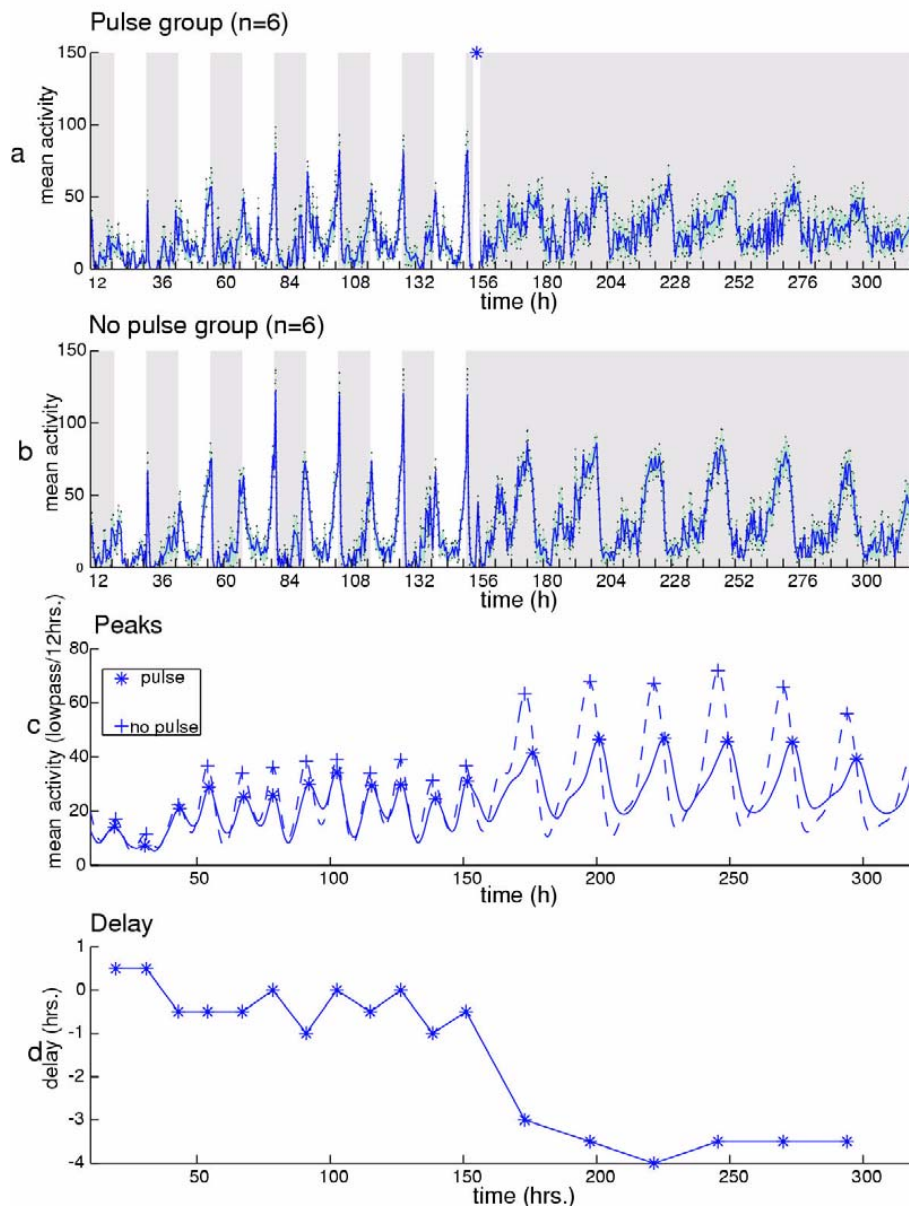 Pulse group (n=6)
150
100
50
0
mean activity
a
12 36 60 84 108 132 156 180 204 228 252 276 300
time (h)
No pulse group (n=6)
150
100
50
0
mean activity
b
12 36 60 84 108 132 156 180 204 228 252 276 300
time (h)
Peaks
80
60
40
20
0
mean activity (lowpass/12hrs.)
c
pulse
no pulse
50 100 150 200 250 300
time (h)
Delay
1
0
-1
-2
-3
-4
delay (hrs.)
d
50 100 150 200 250 300
time (hrs.)